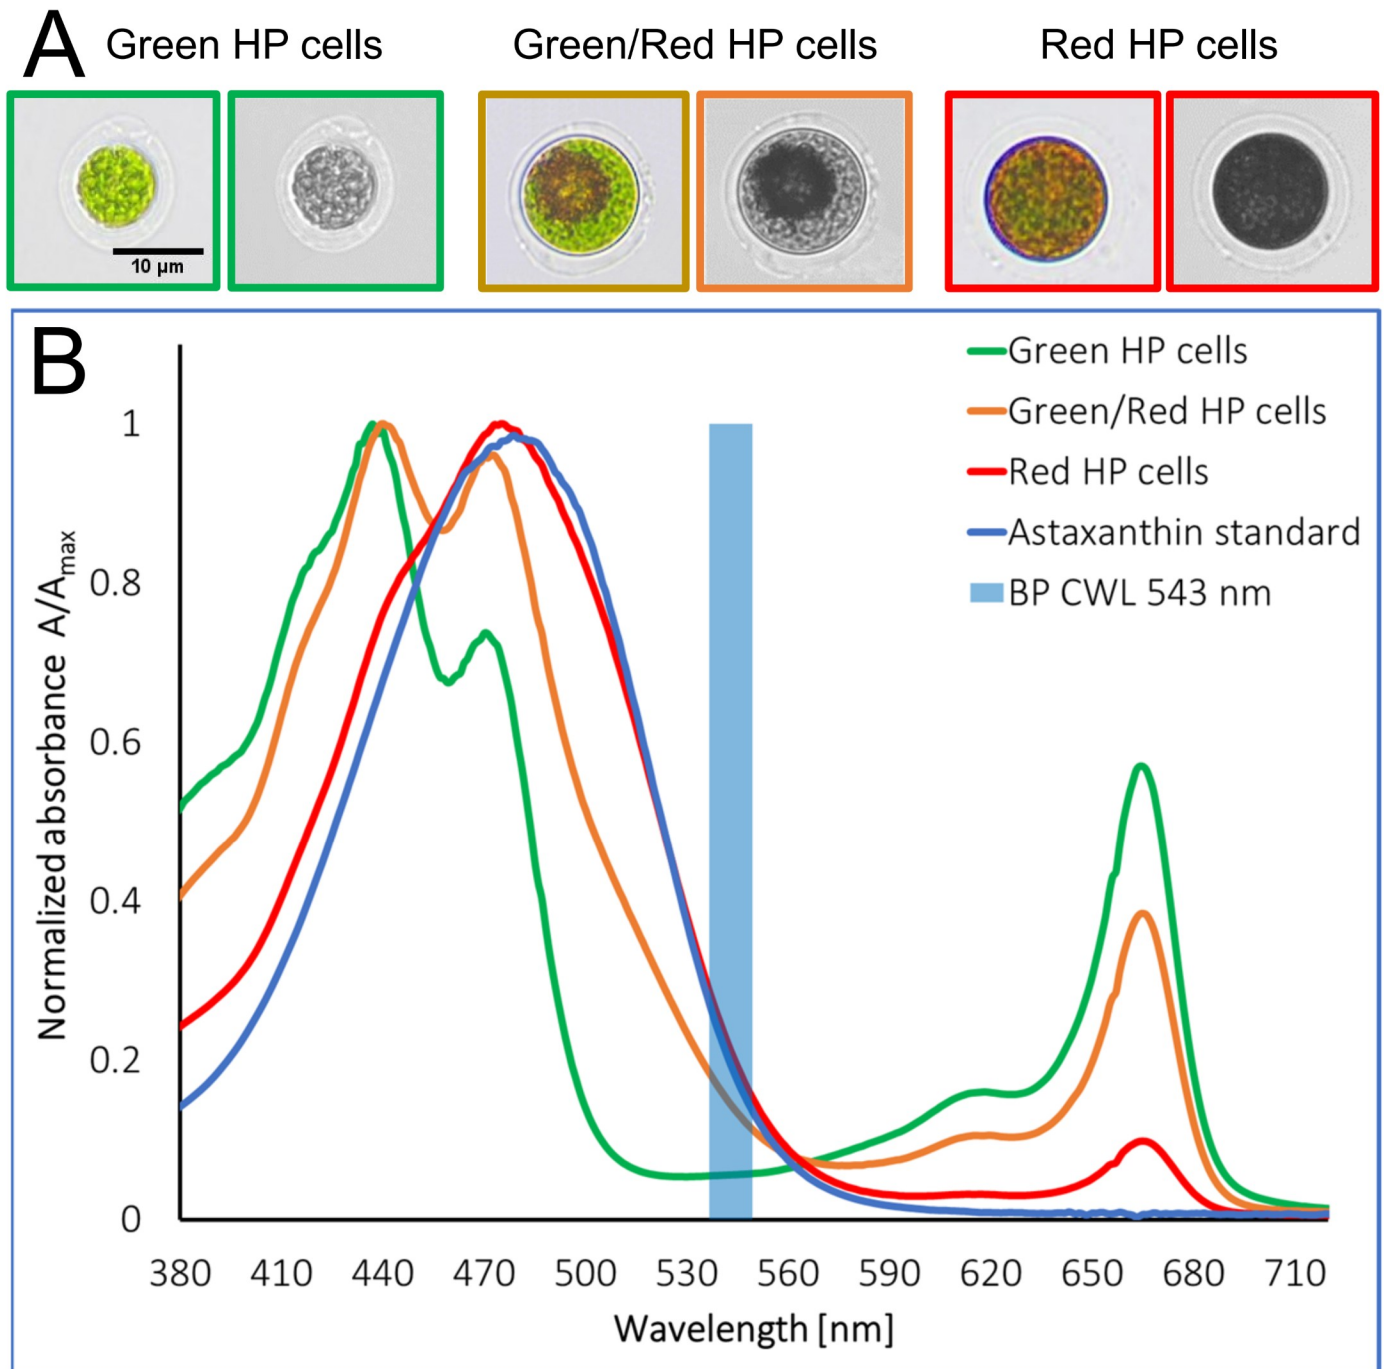 A
Green HP cells
Green/Red HP cells
Red HP cells
10 µm
B
Green HP cells
Green/Red HP cells
Red HP cells
Astaxanthin standard
BP CWL 543 nm
Normalized absorbance A/Amax
1
0.8
0.6
0.4
0.2
0
380 410 440 470 500 530 560 590 620 650 680 710
Wavelength [nm]